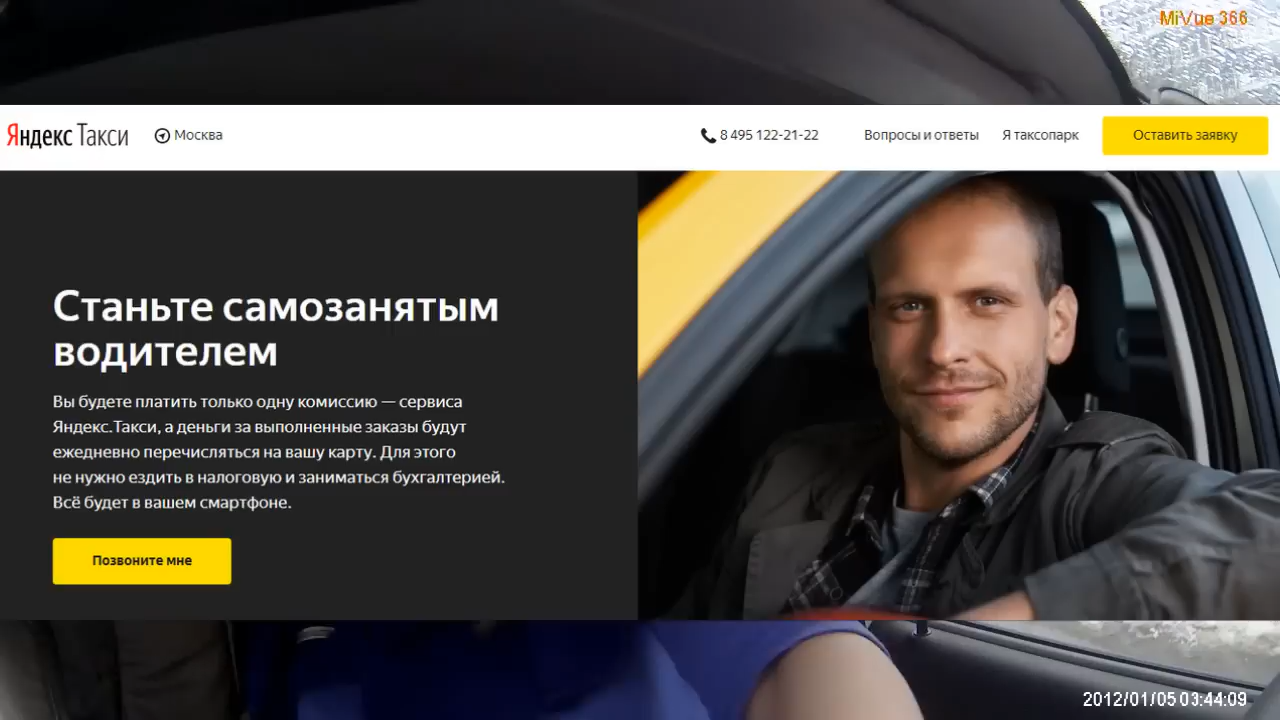 MiVue 366
Яндекс Такси
Москва
8 495 122-21-22
Вопросы и ответы
Я таксопарк
Оставить заявку
Станьте самозанятым
водителем
Вы будете платить только одну комиссию — сервиса
Яндекс.Такси, а деньги за выполненные заказы будут
ежедневно перечисляться на вашу карту. Для этого
не нужно ездить в налоговую и заниматься бухгалтерией.
Всё будет в вашем смартфоне.
Позвоните мне
2012/01/05 03:44:09